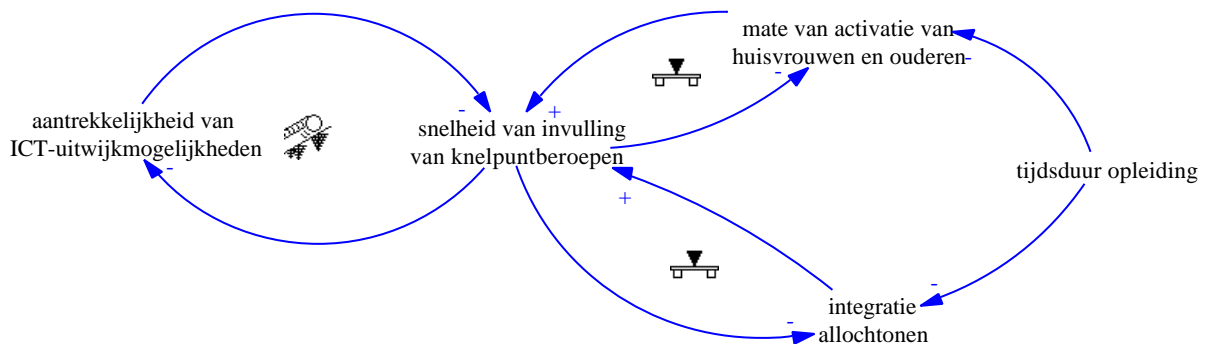 mate van activatie van
huisvrouwen en ouderen
-
-
+
-
aantrekkelijkheid van
ICT-uitwijkmogelijkheden
-
snelheid van invulling
van knelpuntberoepen
+
tijdsduur opleiding
-
-
integratie
allochtonen